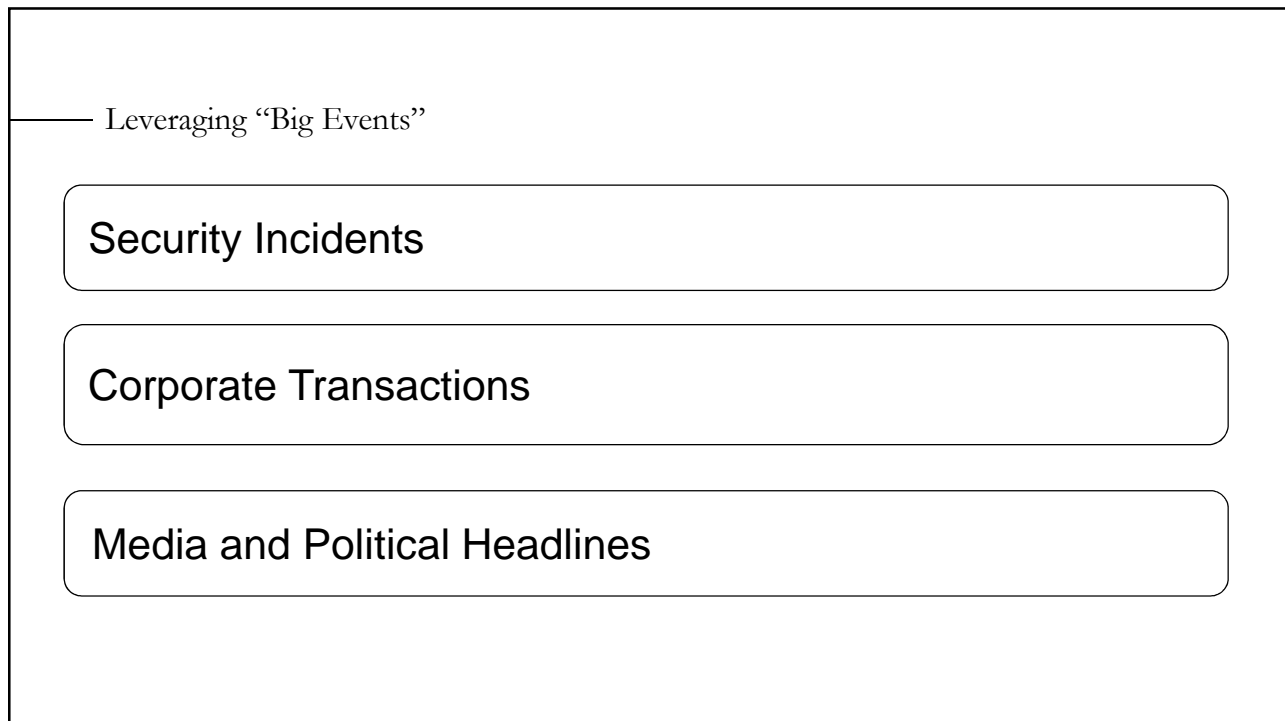 Leveraging “Big Events”
Security Incidents
Corporate Transactions
Media and Political Headlines